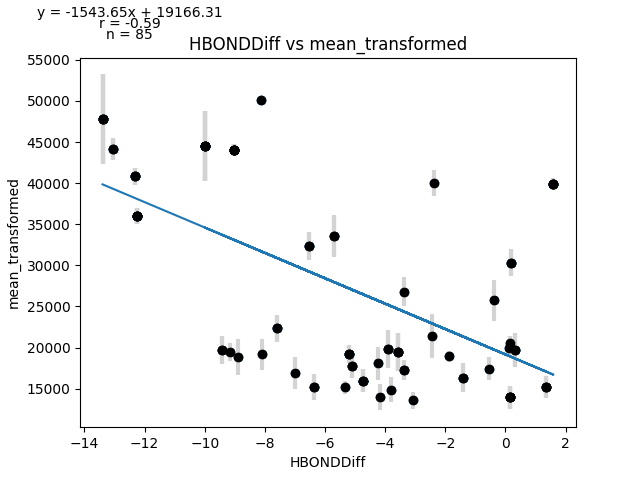 y = -1543.65x + 19166.31
r = -0.59
n = 85
HBONDDiff vs mean_transformed
55000
50000
45000
40000
35000
30000
25000
20000
15000
mean_transformed
−14 −12 −10 −8 −6 −4 −2 0 2
HBONDDiff